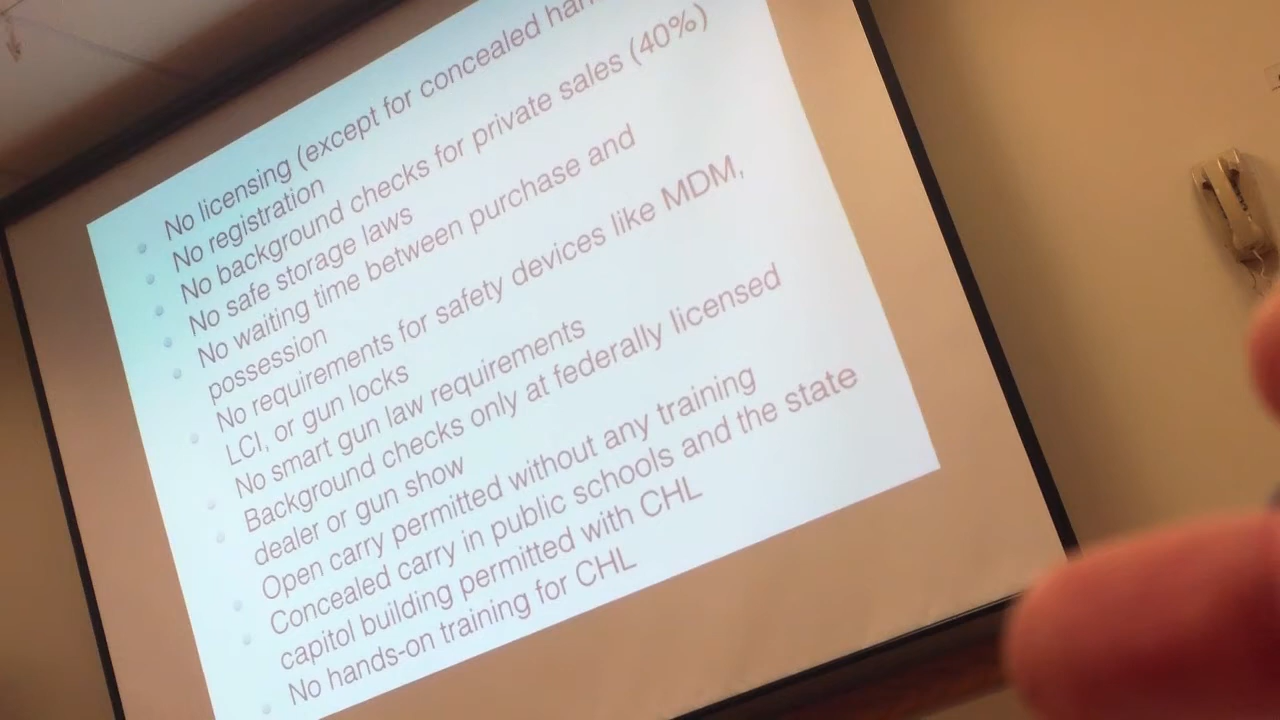 No licensing (except for concealed
No registration
No background checks for private sales (40%)
No safe storage laws
No waiting time between purchase and
possession
No requirements for safety devices like MDM,
LCI, or gun locks
No smart gun law requirements
Background checks only at federally licensed
dealer or gun show
Open carry permitted without any training
Concealed carry in public schools and the state
capitol building permitted with CHL
No hands-on training for CHL